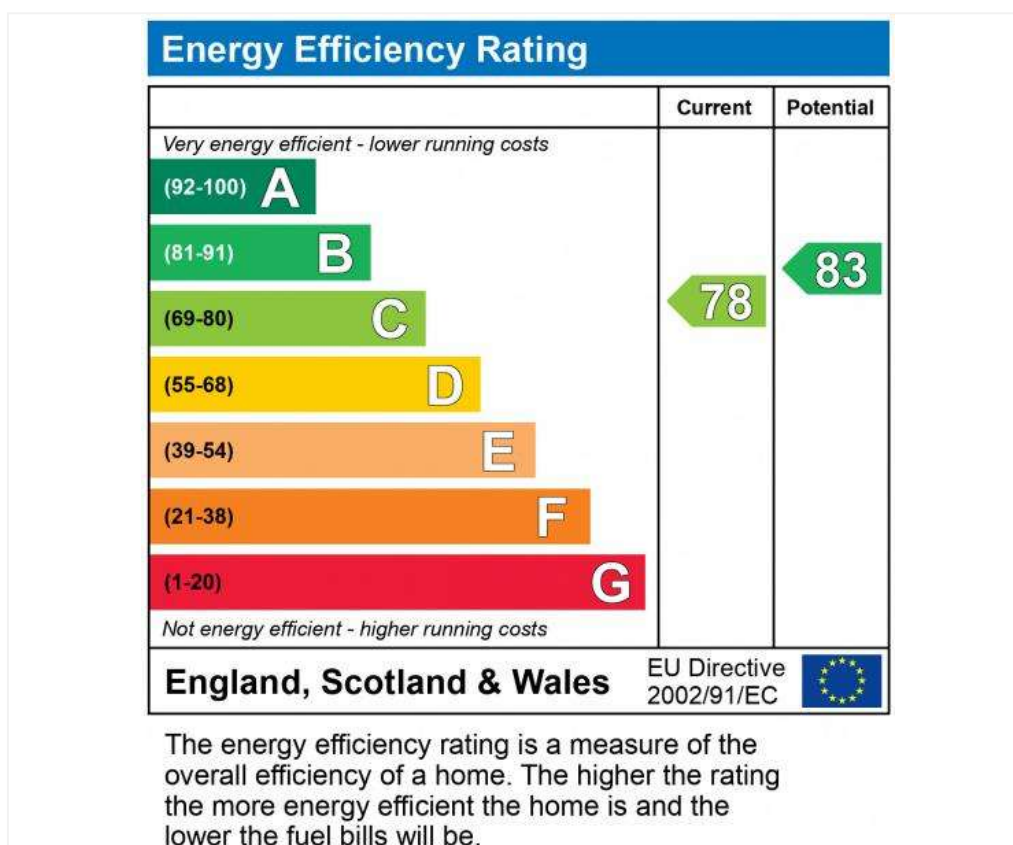 Energy Efficiency Rating
Current Potential
Very energy efficient - lower running costs
(92-100) A
(81-91) B
83
(69-80) C
78
(55-68) D
(39-54) E
(21-38) F
(1-20) G
Not energy efficient - higher running costs
England, Scotland & Wales
EU Directive
2002/91/EC
The energy efficiency rating is a measure of the
overall efficiency of a home. The higher the rating
the more energy efficient the home is and the
lower the fuel bills will be.